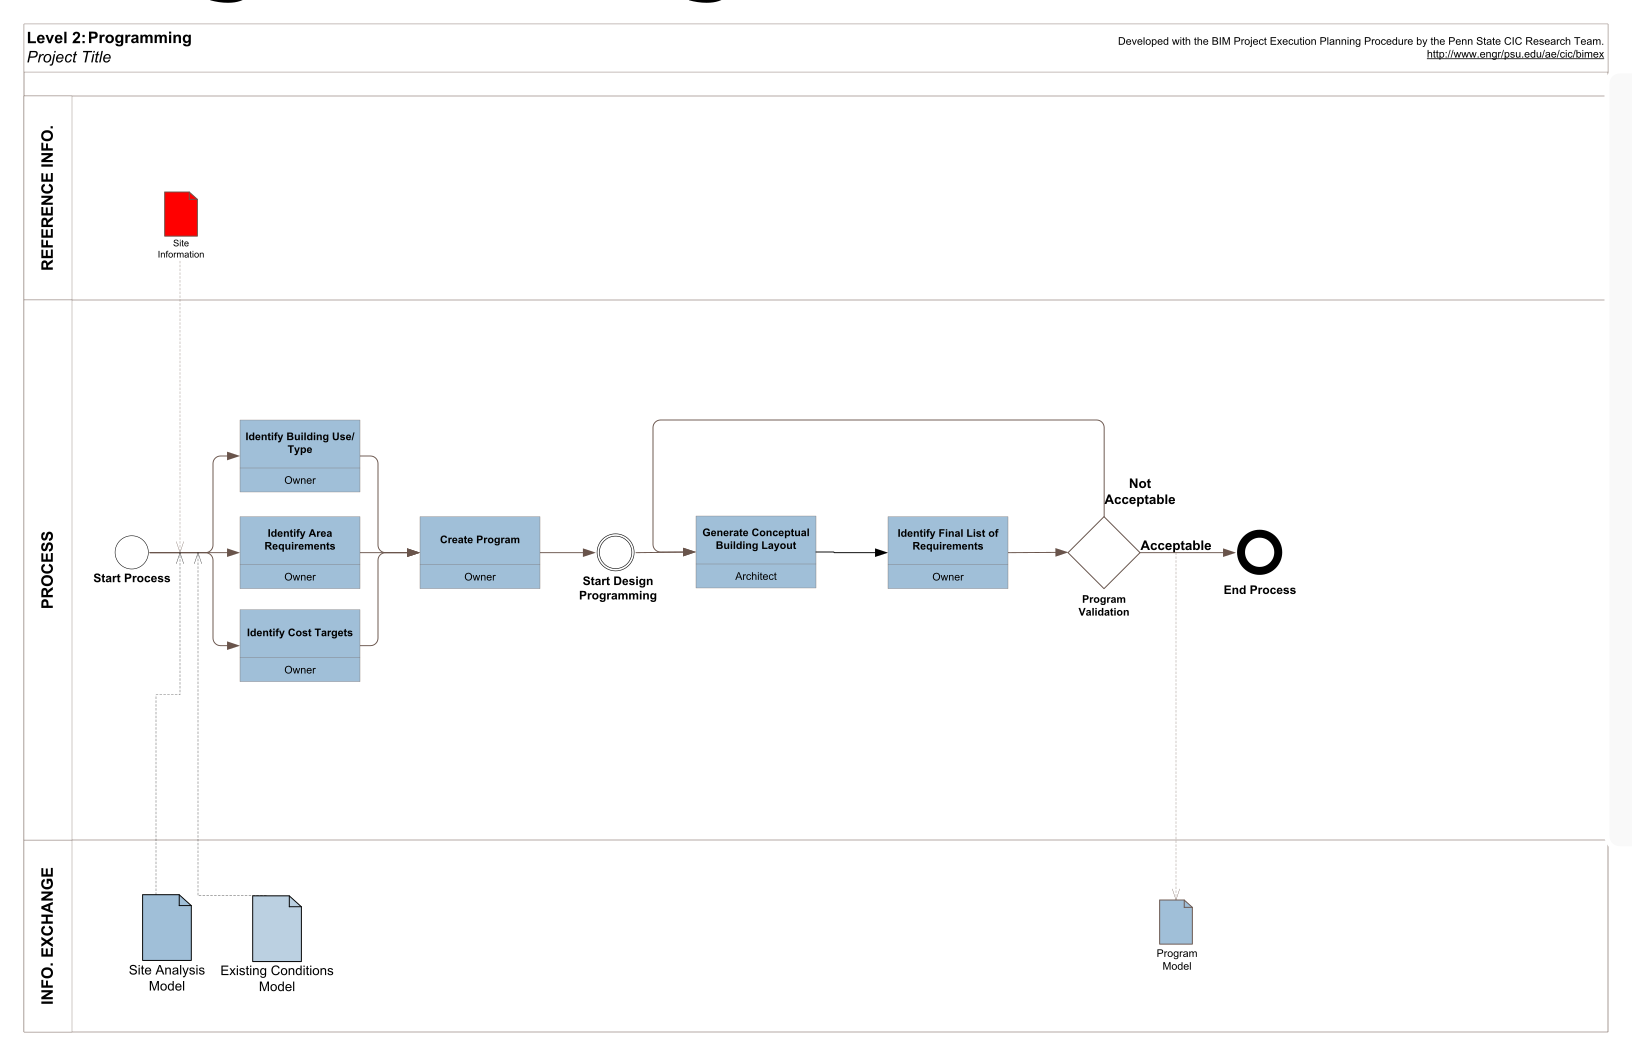 Level 2: Programming
Project Title
Developed with the BIM Project Execution Planning Procedure by the Penn State CIC Research Team.
http://www.engr/psu.edu/ae/cic/bimex
REFERENCE INFO.
Site
Information
PROCESS
Start Process
Identify Building Use/
Type
Owner
Identify Area
Requirements
Owner
Identify Cost Targets
Owner
Create Program
Owner
Start Design
Programming
Generate Conceptual
Building Layout
Architect
Identify Final List of
Requirements
Owner
Not
Acceptable
Program
Validation
Acceptable
End Process
INFO. EXCHANGE
Site Analysis
Model
Existing Conditions
Model
Program
Model